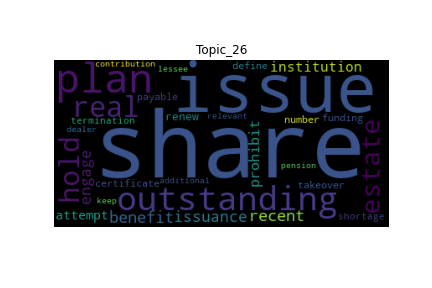 Topic_26
contribution lessee define institution
plan issue
real payable
termination renew relevant number funding
dealer
share
hold engage prohibit pension estate
certificate additional takeover
keep outstanding
attempt benefit issuance recent shortage